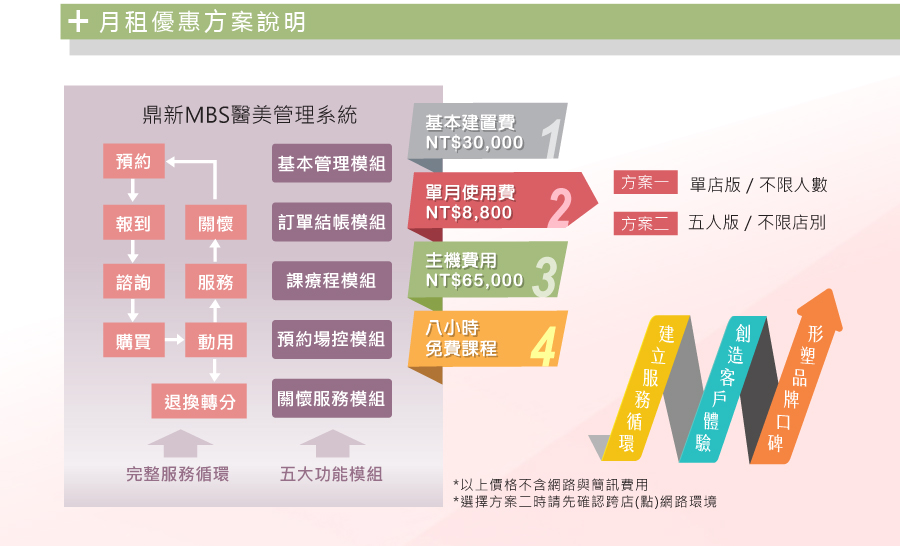 + 月租優惠方案說明
鼎新MBS醫美管理系統
預約
報到
關懷
諮詢
服務
購買
動用
退換轉分
完整服務循環
基本管理模組
訂單結帳模組
課療程模組
預約場控模組
關懷服務模組
五大功能模組
基本建置費
NT$30,000
1
單月使用費
NT$8,800
2
主機費用
NT$65,000
3
八小時
免費課程
4
方案一 單店版 / 不限人數
方案二 五人版 / 不限店別
建立服務循環
創造客戶體驗
形塑品牌口碑
*以上價格不含網路與簡訊費用
*選擇方案二時請先確認跨店(點)網路環境